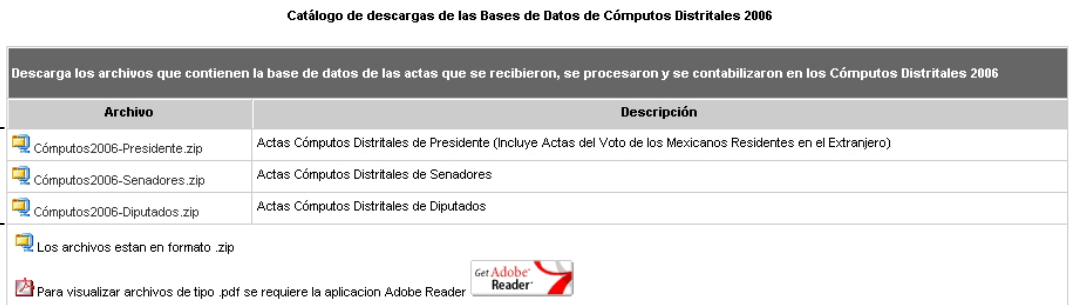 Catálogo de descargas de las Bases de Datos de Cómputos Distritales 2006
Descarga los archivos que contienen la base de datos de las actas que se recibieron, se procesaron y se contabilizaron en los Cómputos Distritales 2006
Archivo Descripción
Cómputos2006-Presidente.zip Actas Cómputos Distritales de Presidente (Incluye Actas del Voto de los Mexicanos Residentes en el Extranjero)
Cómputos2006-Senadores.zip Actas Cómputos Distritales de Senadores
Cómputos2006-Diputados.zip Actas Cómputos Distritales de Diputados
Los archivos estan en formato .zip
Para visualizar archivos de tipo .pdf se requiere la aplicacion Adobe Reader Get Adobe Reader